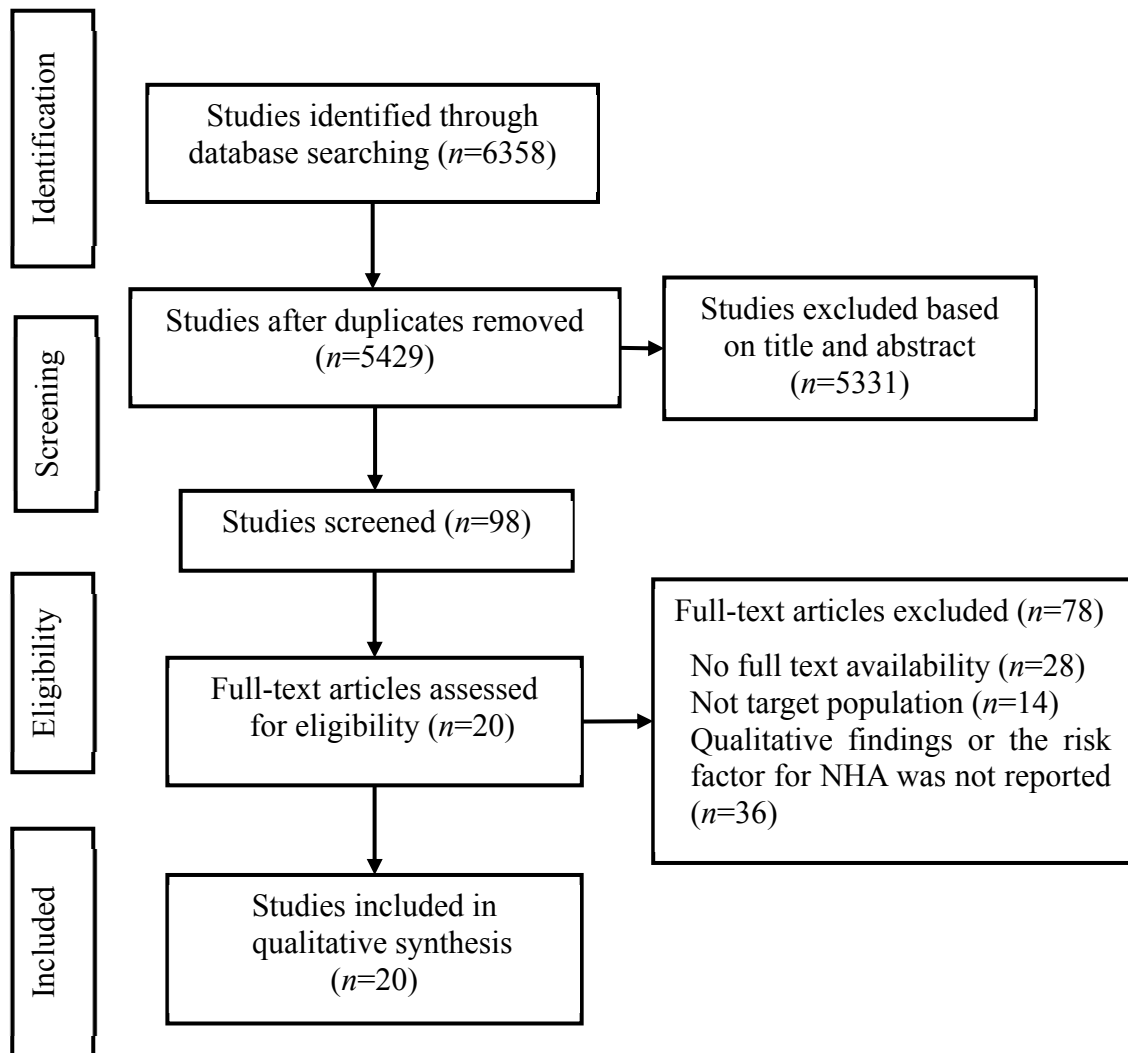 Identification
Studies identified through
database searching (n=6358)
Screening
Studies after duplicates removed
(n=5429)
Studies excluded based
on title and abstract
(n=5331)
Studies screened (n=98)
Eligibility
Full-text articles assessed
for eligibility (n=20)
Full-text articles excluded (n=78)
No full text availability (n=28)
Not target population (n=14)
Qualitative findings or the risk
factor for NHA was not reported
(n=36)
Included
Studies included in
qualitative synthesis
(n=20)